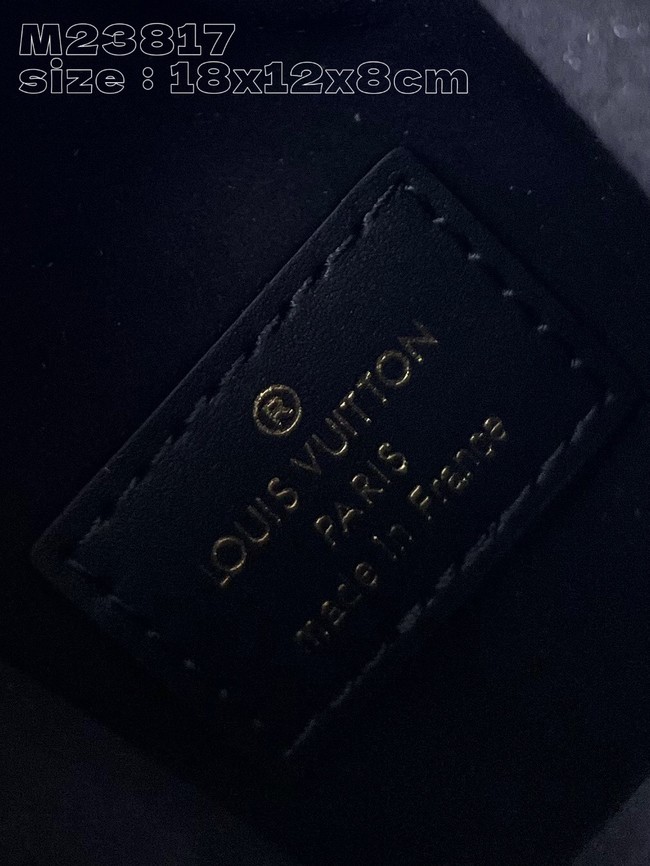 M23817
size : 18x12x8cm
®
LOUIS VUITTON
PARIS
made in France